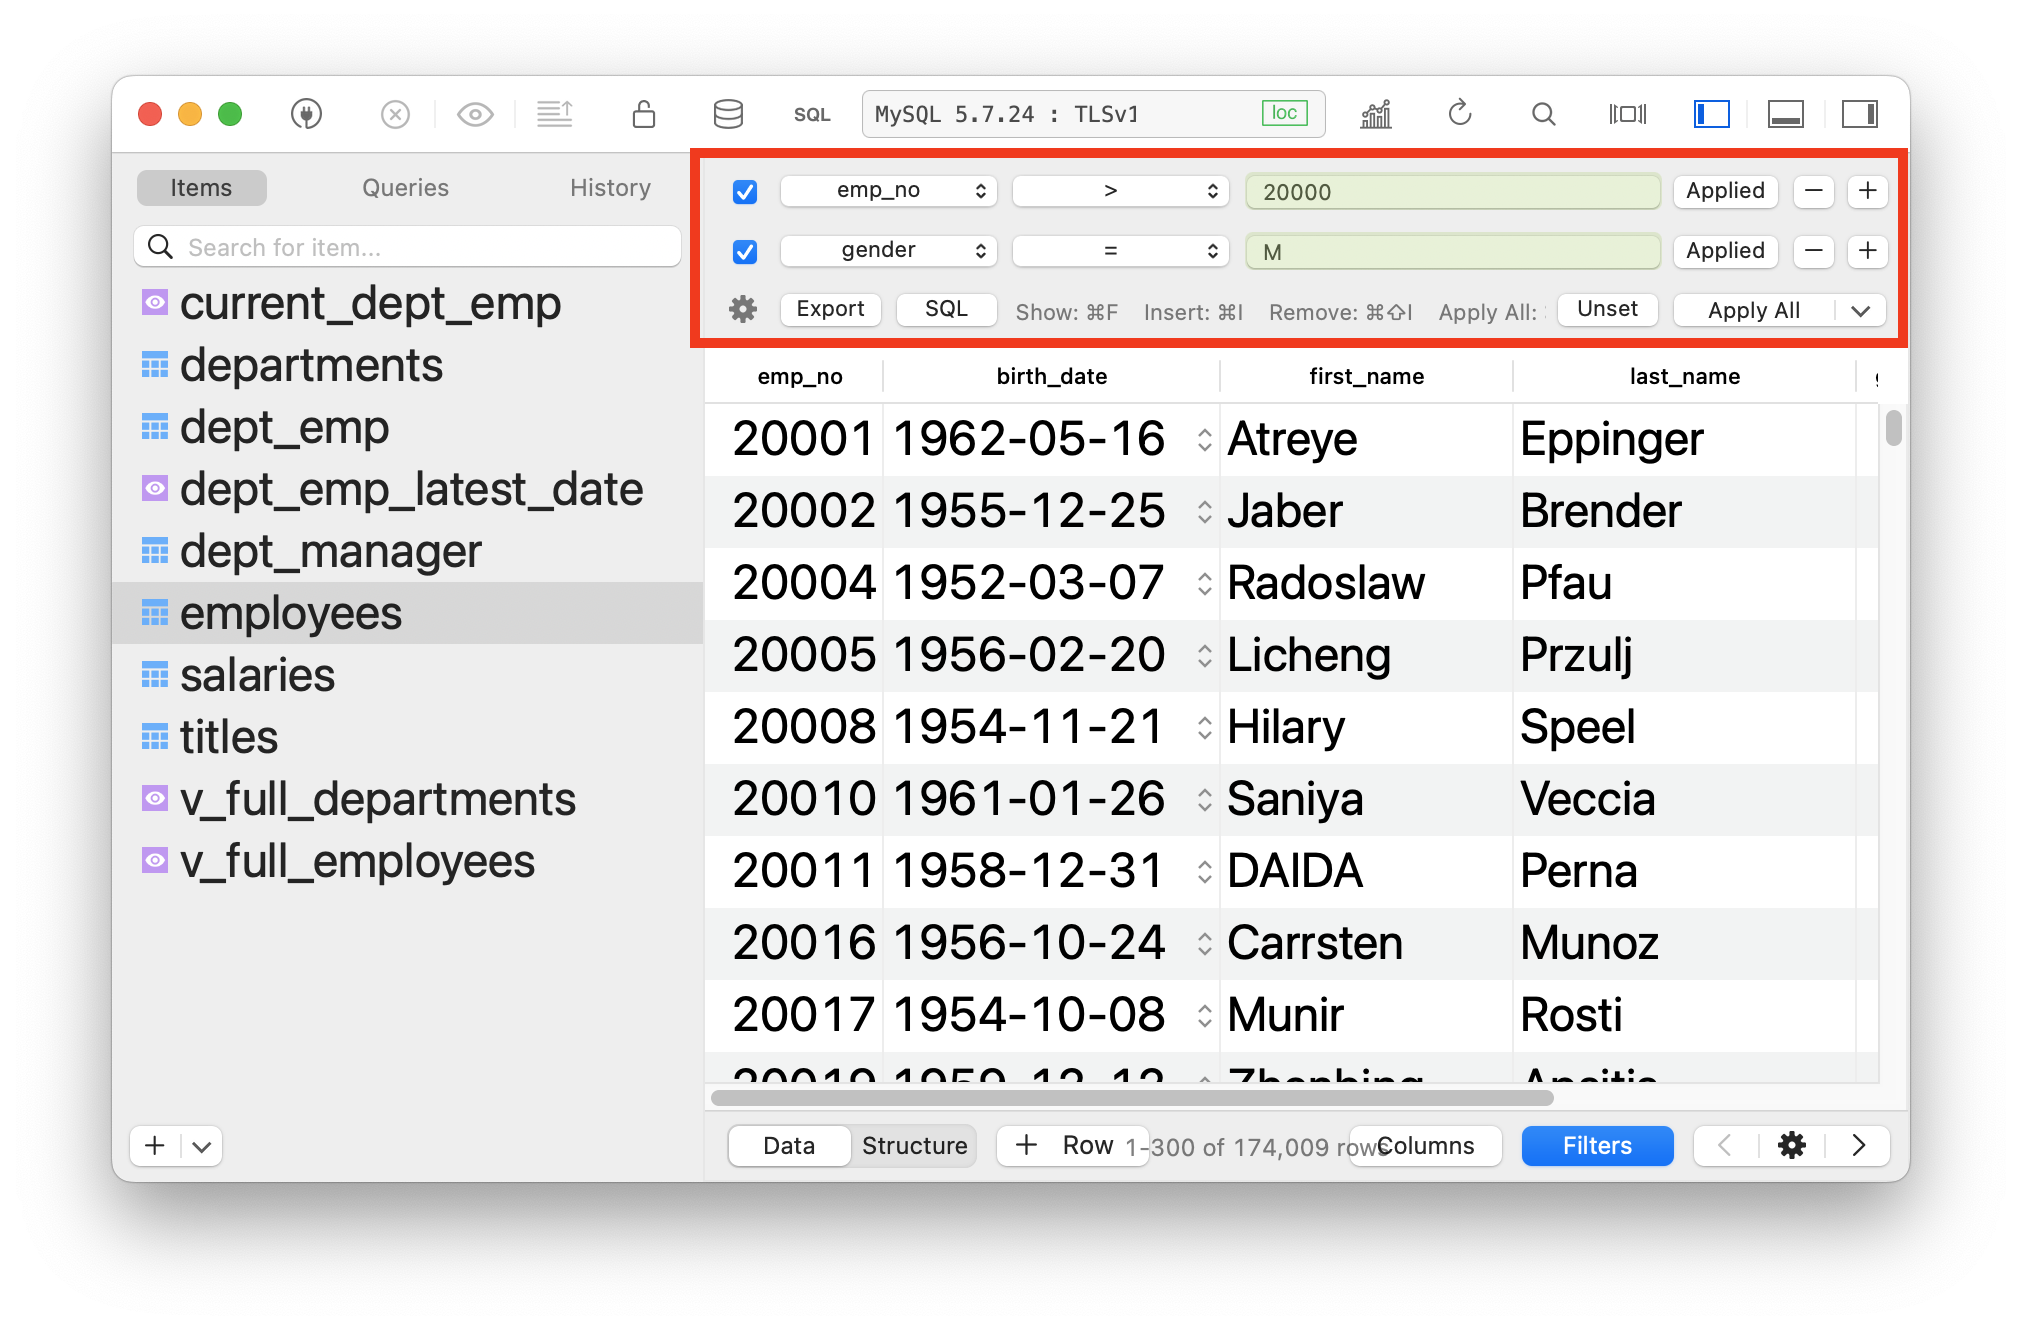 SQL MySQL 5.7.24 : TLSv1 loc
Items Queries History
Search for item...
current_dept_emp
departments
dept_emp
dept_emp_latest_date
dept_manager
employees
salaries
titles
v_full_departments
v_full_employees
emp_no > 20000 Applied
gender = M Applied
Export SQL Show: ⌘F Insert: ⌘I Remove: ⌘⇧I Apply All: Unset Apply All
emp_no birth_date first_name last_name
20001 1962-05-16 Atreye Eppinger
20002 1955-12-25 Jaber Brender
20004 1952-03-07 Radoslaw Pfau
20005 1956-02-20 Licheng Przulj
20008 1954-11-21 Hilary Speel
20010 1961-01-26 Saniya Veccia
20011 1958-12-31 DAIDA Perna
20016 1956-10-24 Carrsten Munoz
20017 1954-10-08 Munir Rosti
Data Structure + Row 1-300 of 174,009 rows Columns Filters